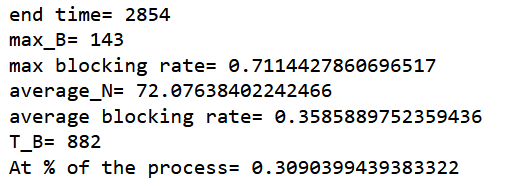 end time= 2854
max_B= 143
max blocking rate= 0.7114427860696517
average_N= 72.07638402242466
average blocking rate= 0.3585889752359436
T_B= 882
At % of the process= 0.3090399439383322